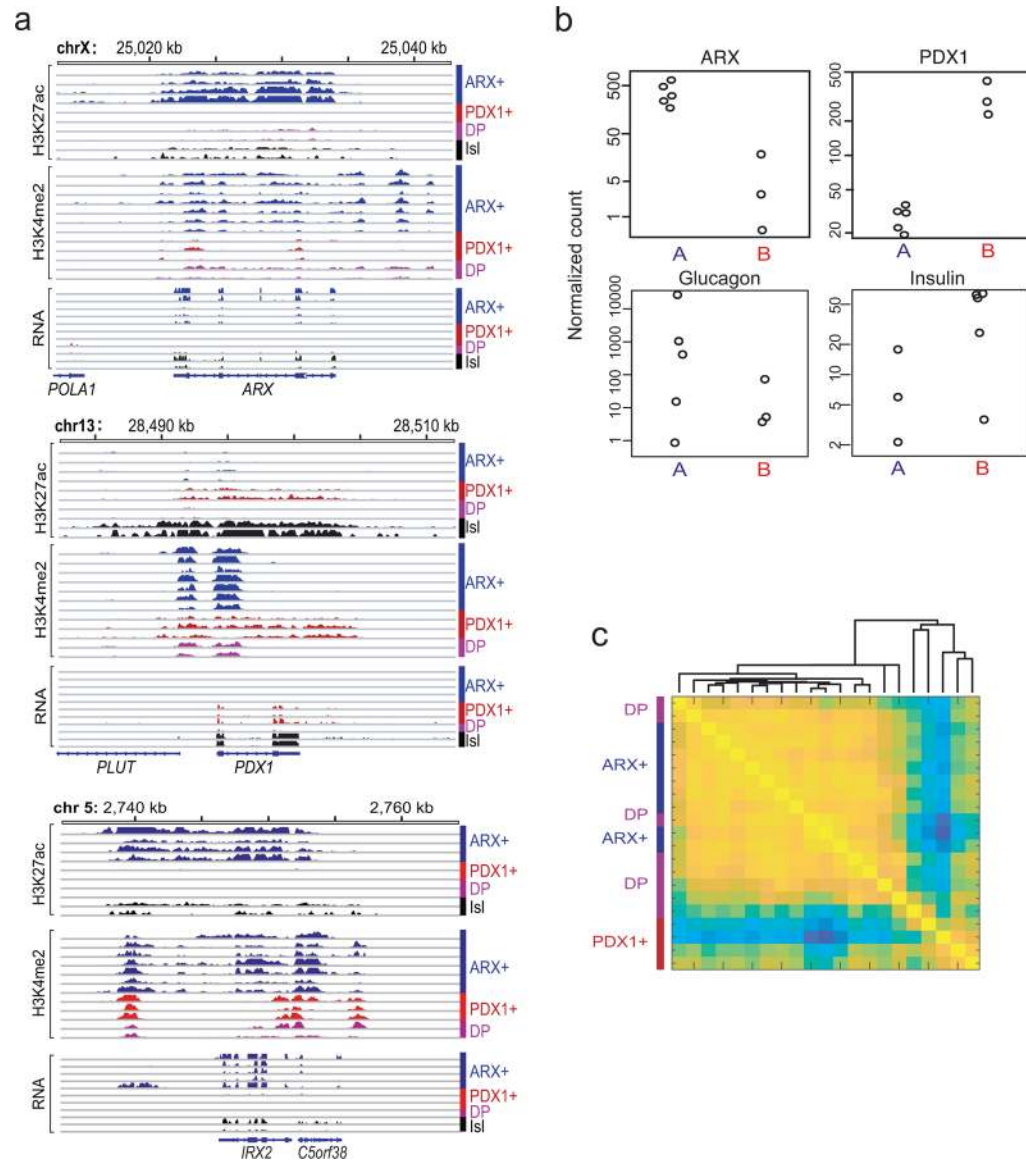 a
chrX: 25,020 kb 25,040 kb
H3K27ac
ARX+
PDX1+
DP
Isl
H3K4me2
ARX+
PDX1+
DP
RNA
ARX+
PDX1+
DP
Isl
POLA1 ARX
chr13: 28,490 kb 28,510 kb
H3K27ac
ARX+
PDX1+
DP
Isl
H3K4me2
ARX+
PDX1+
DP
RNA
ARX+
PDX1+
DP
Isl
PLUT PDX1
chr 5: 2,740 kb 2,760 kb
H3K27ac
ARX+
PDX1+
DP
Isl
H3K4me2
ARX+
PDX1+
DP
RNA
ARX+
PDX1+
DP
Isl
IRX2 C5orf38
b
Normalized count
ARX
500
50
5
1
A B
PDX1
500
200
100
50
20
A B
Glucagon
10000
1000
100
10
1
A B
Insulin
50
20
10
5
2
A B
c
DP
ARX+
DP
ARX+
DP
PDX1+